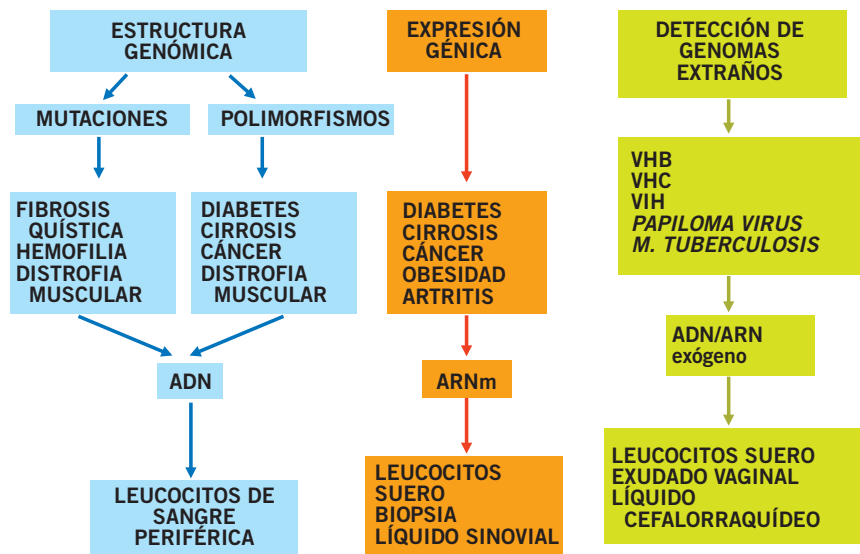 ESTRUCTURA
GENÓMICA
MUTACIONES
POLIMORFISMOS
FIBROSIS
QUÍSTICA
HEMOFILIA
DISTROFIA
MUSCULAR
DIABETES
CIRROSIS
CÁNCER
DISTROFIA
MUSCULAR
ADN
LEUCOCITOS DE
SANGRE
PERIFÉRICA
EXPRESIÓN
GÉNICA
DIABETES
CIRROSIS
CÁNCER
OBESIDAD
ARTRITIS
ARNm
LEUCOCITOS
SUERO
BIOPSIA
LÍQUIDO SINOVIAL
DETECCIÓN DE
GENOMAS
EXTRAÑOS
VHB
VHC
VIH
PAPILOMA VIRUS
M. TUBERCULOSIS
ADN/ARN
exógeno
LEUCOCITOS SUERO
EXUDADO VAGINAL
LÍQUIDO
CEFALORRAQUÍDEO